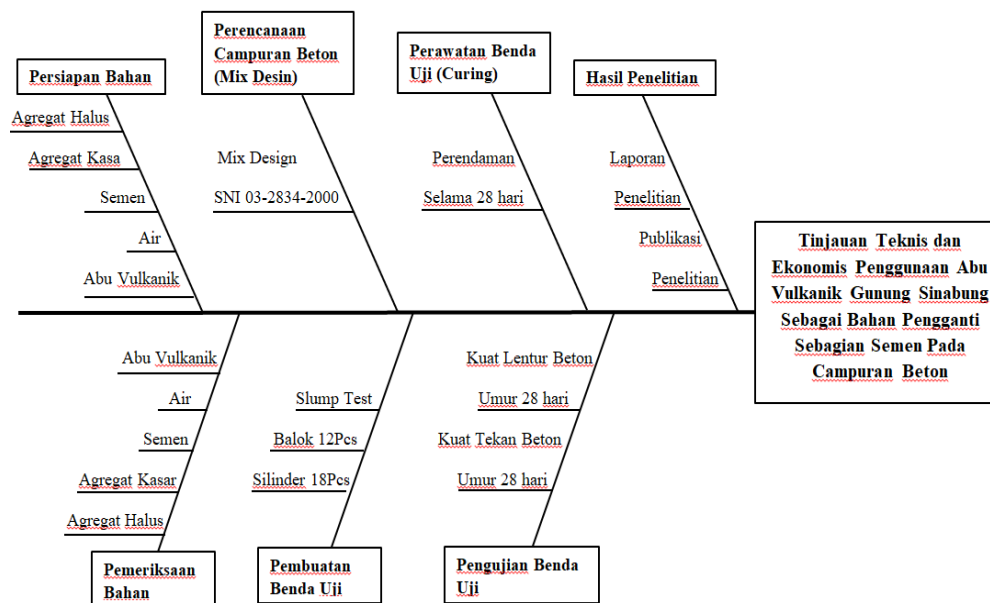 Persiapan Bahan
Agregat Halus
Agregat Kasa
Semen
Air
Abu Vulkanik
Perencanaan
Campuran Beton
(Mix Desin)
Mix Design
SNI 03-2834-2000
Perawatan Benda
Uji (Curing)
Perendaman
Selama 28 hari
Hasil Penelitian
Laporan
Penelitian
Publikasi
Penelitian
Tinjauan Teknis dan
Ekonomis Penggunaan Abu
Vulkanik Gunung Sinabung
Sebagai Bahan Pengganti
Sebagian Semen Pada
Campuran Beton
Abu Vulkanik
Air
Semen
Agregat Kasar
Agregat Halus
Pemeriksaan
Bahan
Slump Test
Balok 12Pcs
Silinder 18Pcs
Pembuatan
Benda Uji
Kuat Lentur Beton
Umur 28 hari
Kuat Tekan Beton
Umur 28 hari
Pengujian Benda
Uji